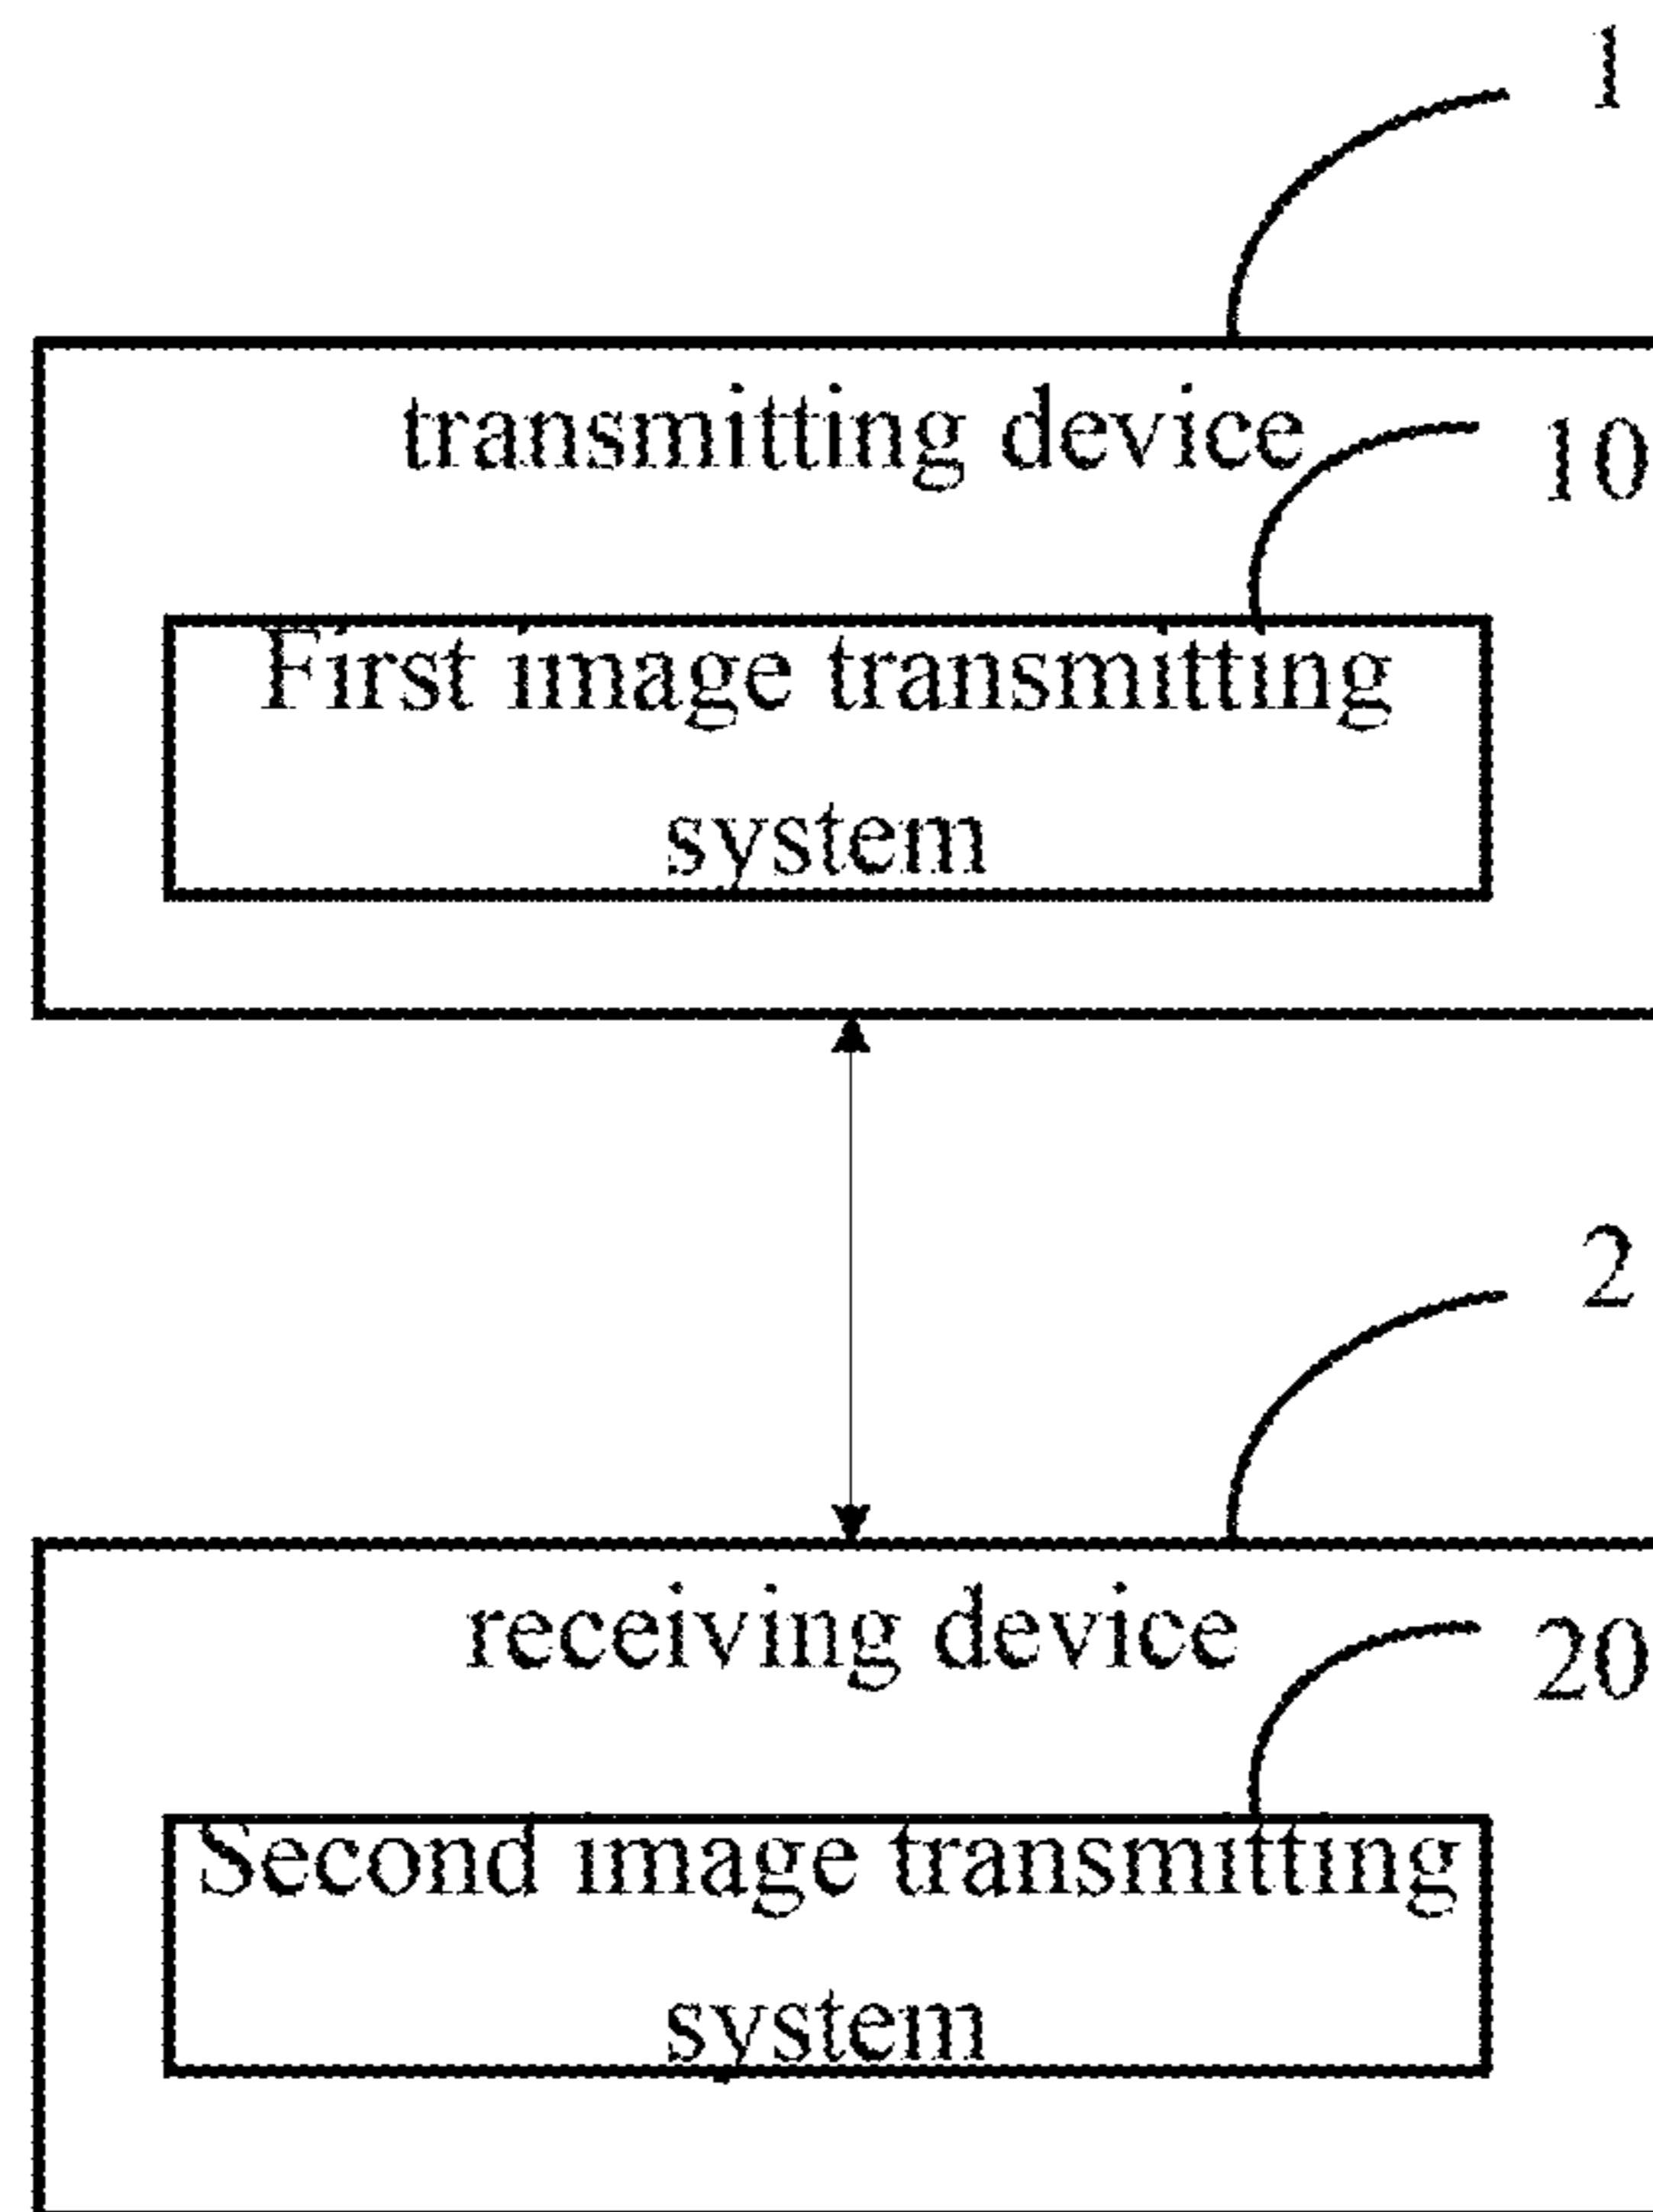 1
transmitting device
10
First image transmitting
system
2
receiving device
20
Second image transmitting
system